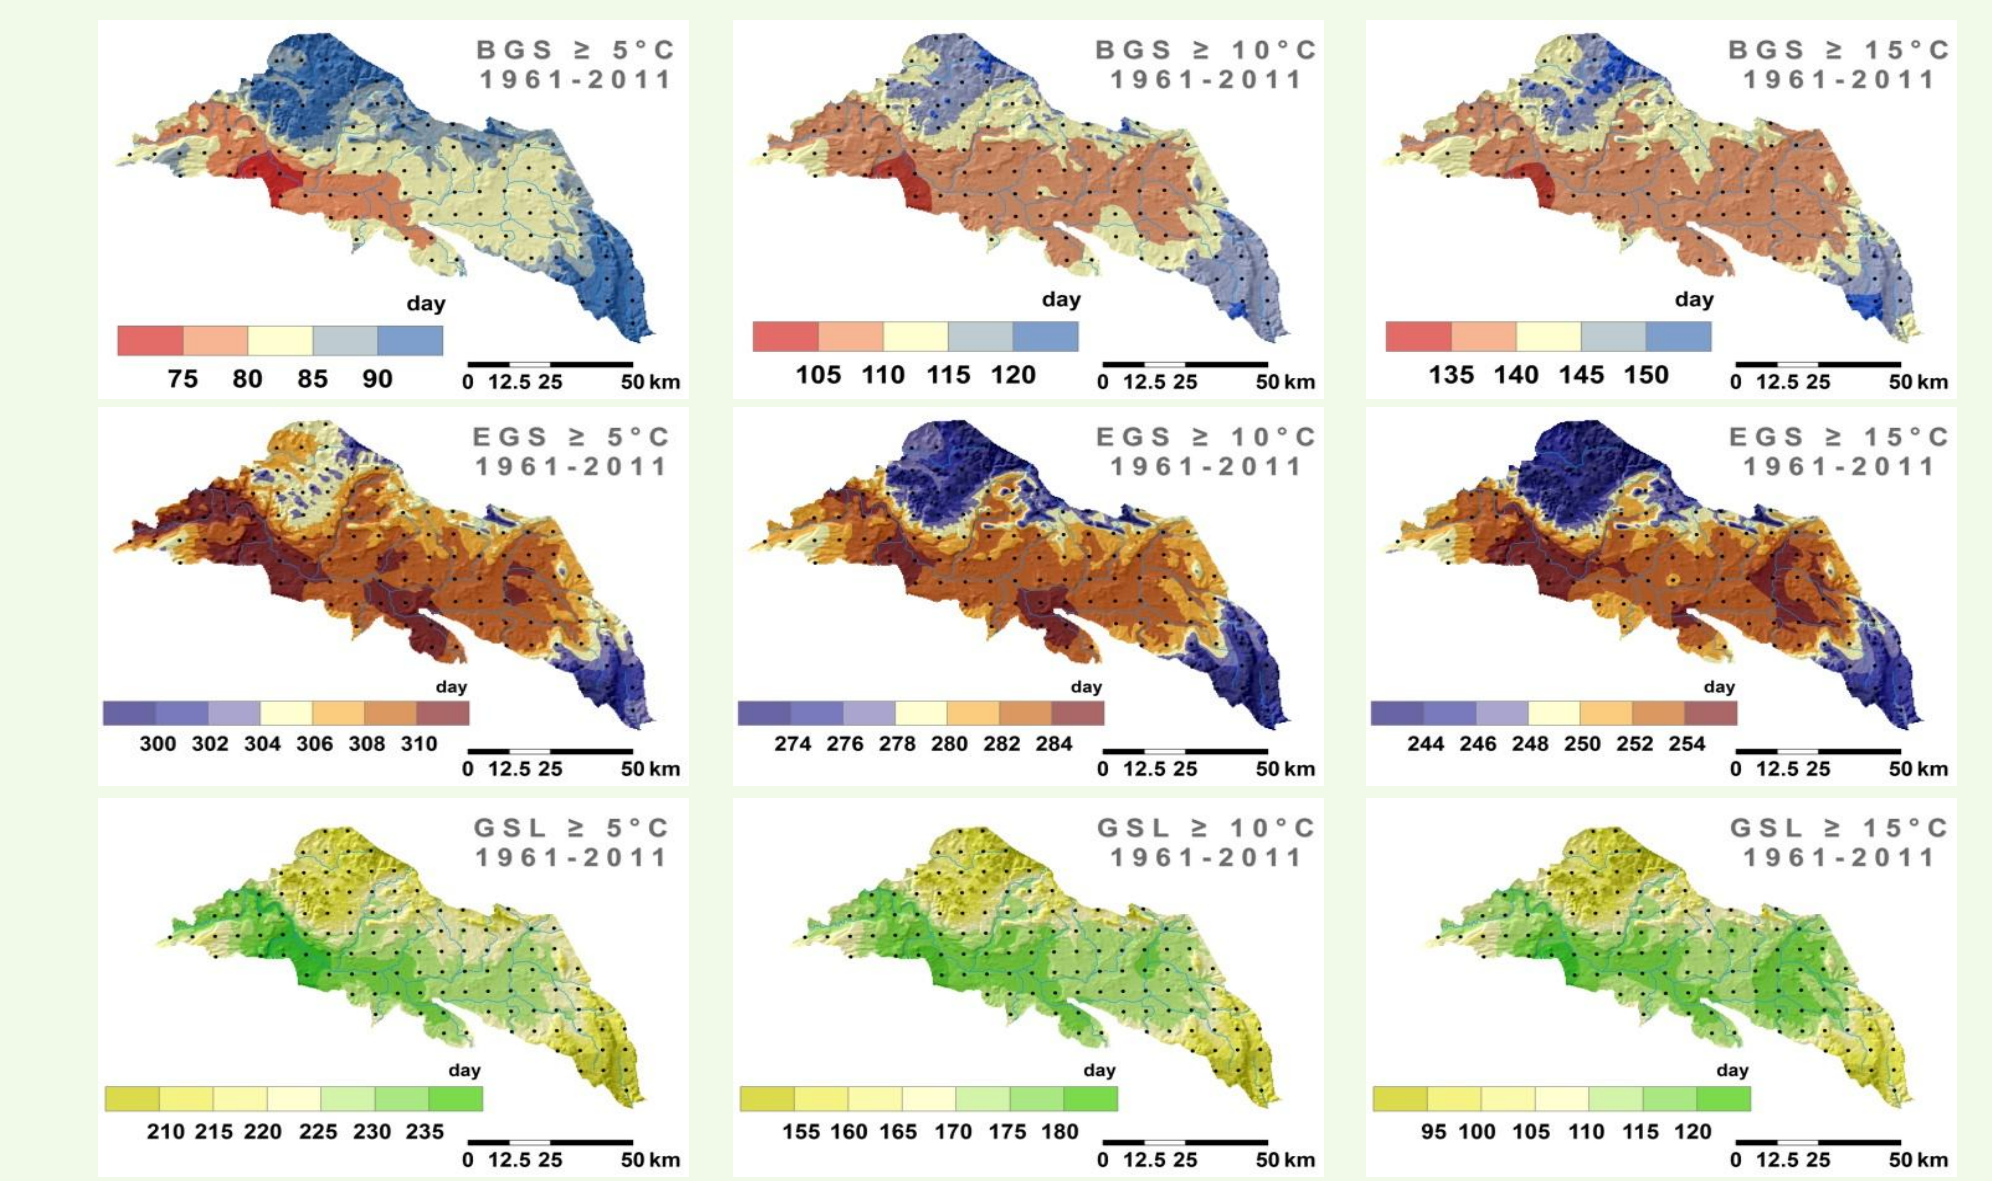 BGS ≥ 5°C
1961-2011
day
75 80 85 90
0 12.5 25 50 km
BGS ≥ 10°C
1961-2011
day
105 110 115 120
0 12.5 25 50 km
BGS ≥ 15°C
1961-2011
day
135 140 145 150
0 12.5 25 50 km
EGS ≥ 5°C
1961-2011
day
300 302 304 306 308 310
0 12.5 25 50 km
EGS ≥ 10°C
1961-2011
day
274 276 278 280 282 284
0 12.5 25 50 km
EGS ≥ 15°C
1961-2011
day
244 246 248 250 252 254
0 12.5 25 50 km
GSL ≥ 5°C
1961-2011
day
210 215 220 225 230 235
0 12.5 25 50 km
GSL ≥ 10°C
1961-2011
day
155 160 165 170 175 180
0 12.5 25 50 km
GSL ≥ 15°C
1961-2011
day
95 100 105 110 115 120
0 12.5 25 50 km